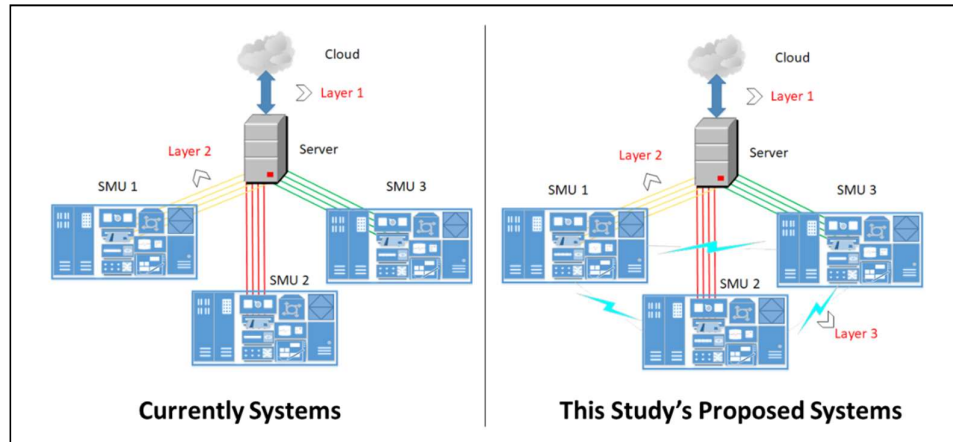 Cloud
Layer 1
Layer 2
Server
SMU 1
SMU 3
SMU 2
Currently Systems
Cloud
Layer 1
Layer 2
Server
SMU 1
SMU 3
SMU 2
Layer 3
This Study's Proposed Systems